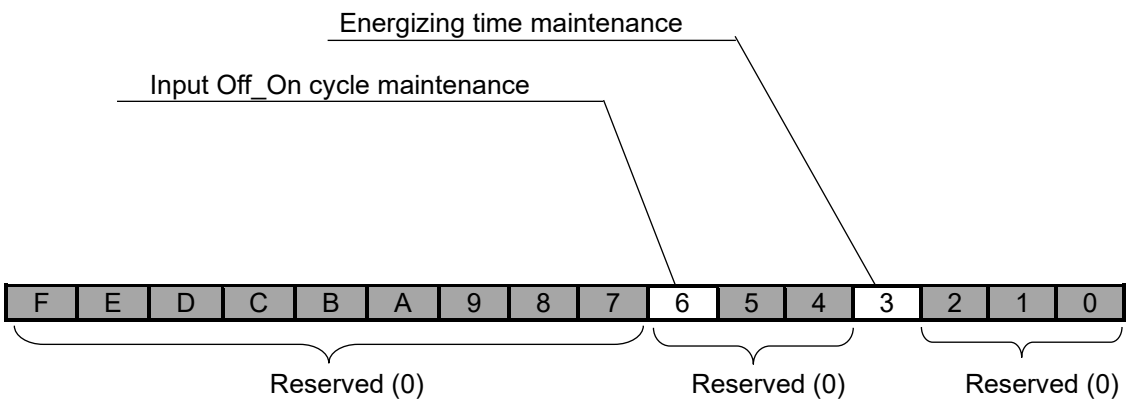 Energizing time maintenance
Input Off_On cycle maintenance
F E D C B A 9 8 7 6 5 4 3 2 1 0
Reserved (0) Reserved (0) Reserved (0)